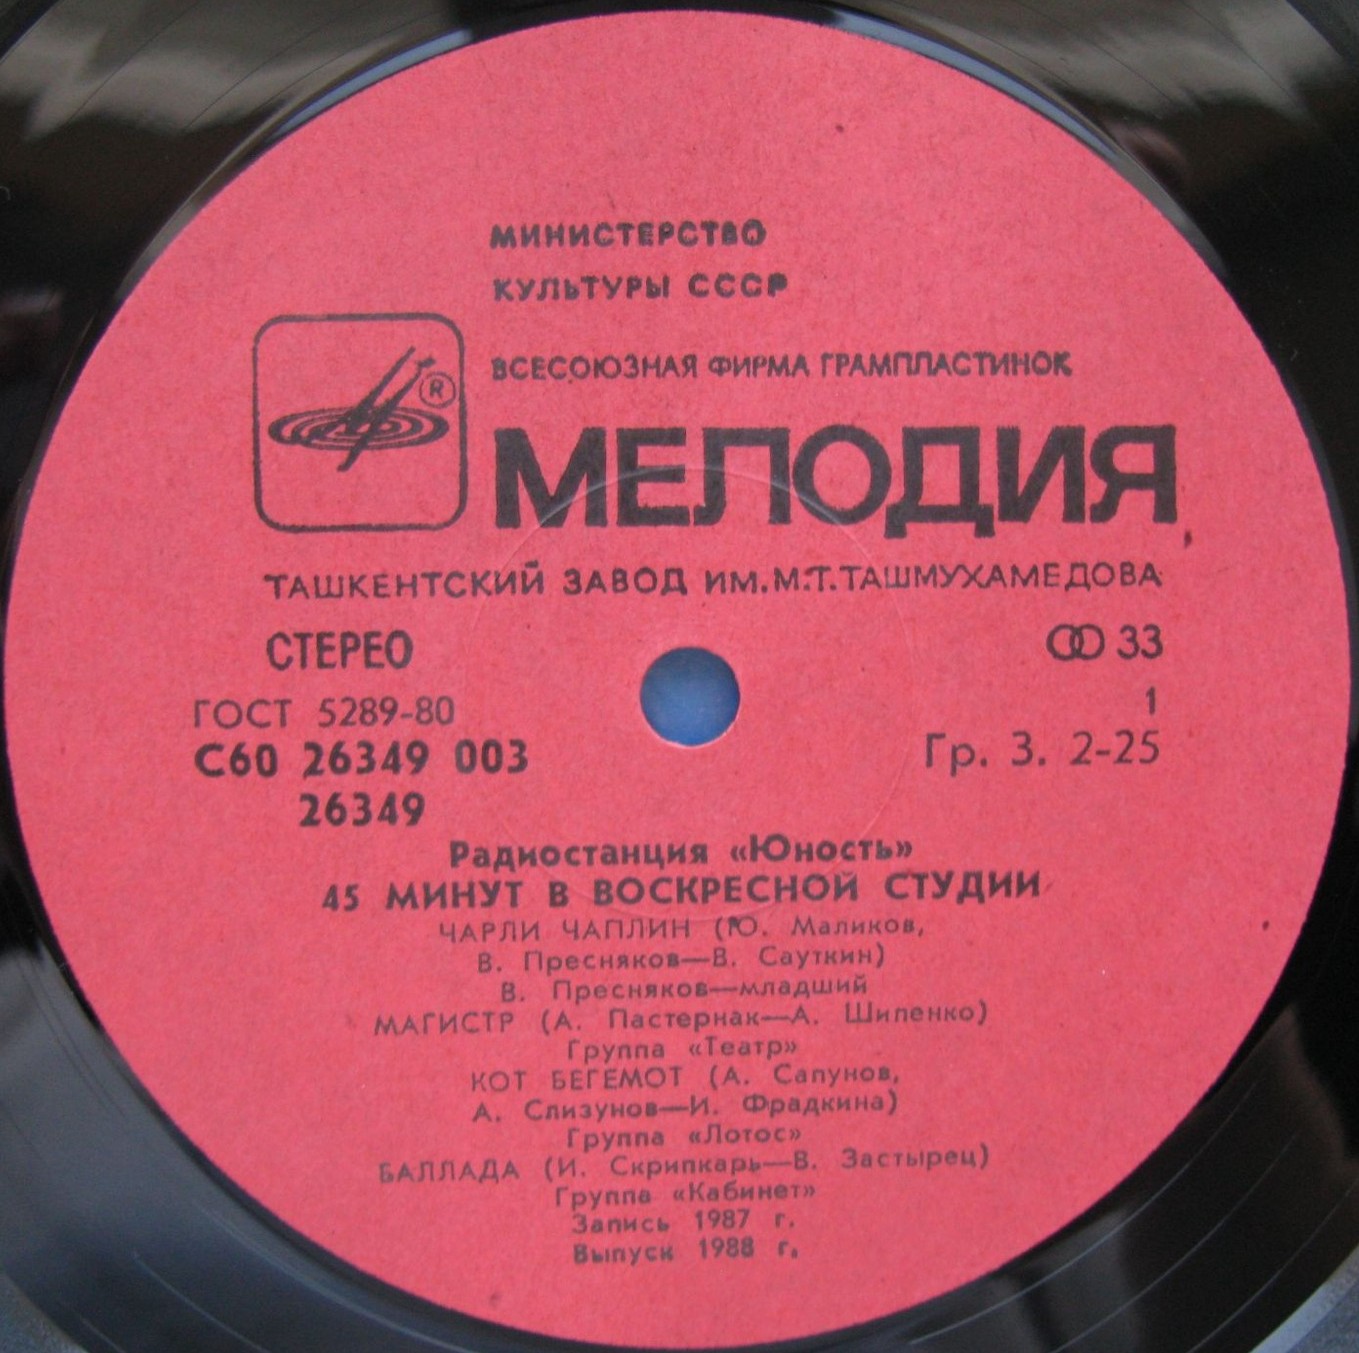 МИНИСТЕРСТВО
КУЛЬТУРЫ СССР
ВСЕСОЮЗНАЯ ФИРМА ГРАМПЛАСТИНОК
®
МЕЛОДИЯ
ТАШКЕНТСКИЙ ЗАВОД ИМ.М.Т.ТАШМУХАМЕДОВА
СТЕРЕО
33
ГОСТ 5289-80
1
С60 26349 003
Гр. 3. 2-25
26349
Радиостанция «Юность»
45 МИНУТ В ВОСКРЕСНОЙ СТУДИИ
ЧАРЛИ ЧАПЛИН (Ю. Маликов,
В. Пресняков—В. Сауткин)
В. Пресняков—младший
МАГИСТР (А. Пастернак—А. Шипенко)
Группа «Театр»
КОТ БЕГЕМОТ (А. Сапунов,
А. Слизунов—И. Фрадкина)
Группа «Лотос»
БАЛЛАДА (И. Скрипкарь—В. Застырец)
Группа «Кабинет»
Запись 1987 г.
Выпуск 1988 г.